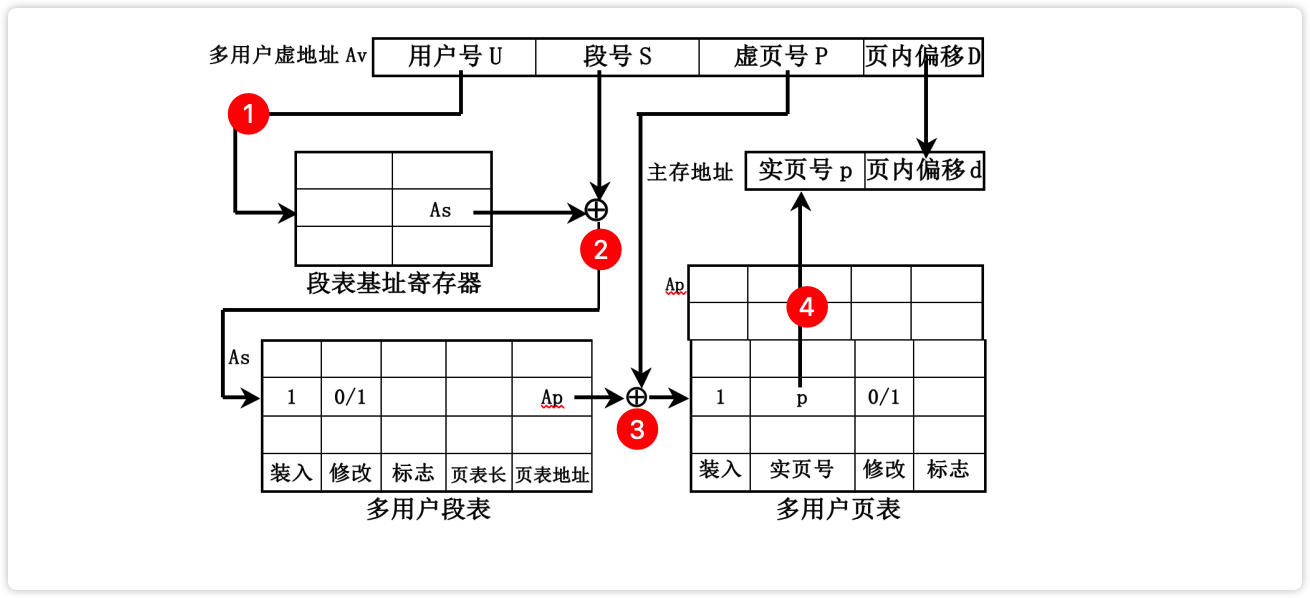 多用户虚地址 Av 用户号 U 段号 S 虚页号 P 页内偏移D
1
主存地址 实页号 p 页内偏移 d
As
2
段表基址寄存器
Ap
4
As
1 0/1 Ap
1 p 0/1
3
装入 修改 标志 页表长 页表地址
装入 实页号 修改 标志
多用户段表
多用户页表